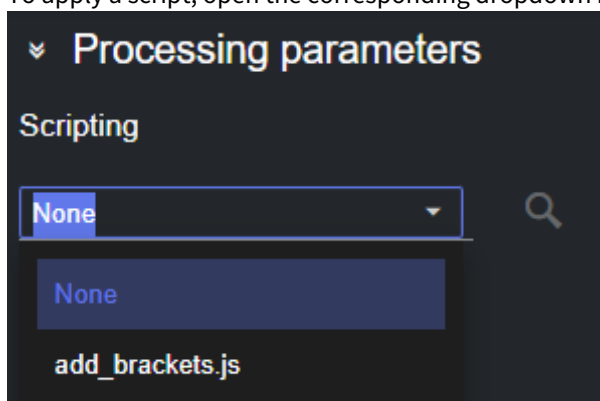 To apply a script, open the corresponding dropdown
Processing parameters
Scripting
None
None
add_brackets.js